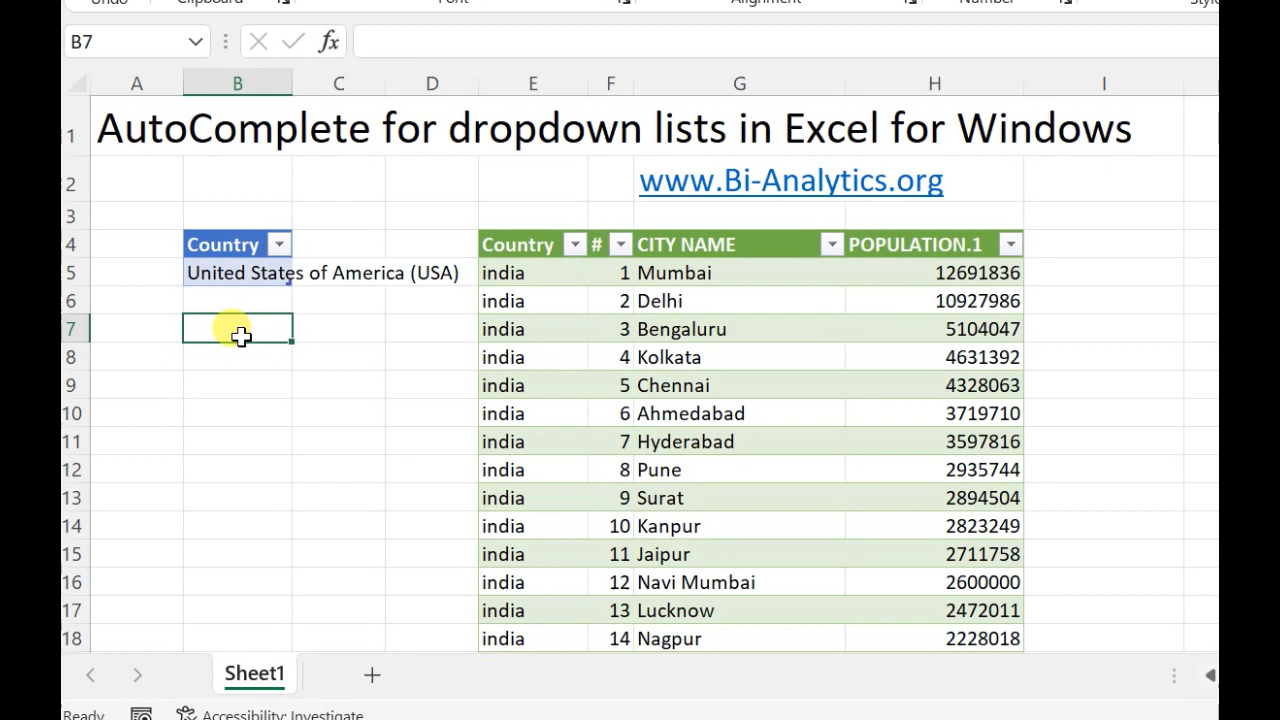 Undo Clipboard Font Alignment Number Style
B7 fx
A B C D E F G H I
1 AutoComplete for dropdown lists in Excel for Windows
2 www.Bi-Analytics.org
3
4 Country Country # CITY NAME POPULATION.1
5 United States of America (USA) india 1 Mumbai 12691836
6 india 2 Delhi 10927986
7 india 3 Bengaluru 5104047
8 india 4 Kolkata 4631392
9 india 5 Chennai 4328063
10 india 6 Ahmedabad 3719710
11 india 7 Hyderabad 3597816
12 india 8 Pune 2935744
13 india 9 Surat 2894504
14 india 10 Kanpur 2823249
15 india 11 Jaipur 2711758
16 india 12 Navi Mumbai 2600000
17 india 13 Lucknow 2472011
18 india 14 Nagpur 2228018
Sheet1
Ready Accessibility: Investigate